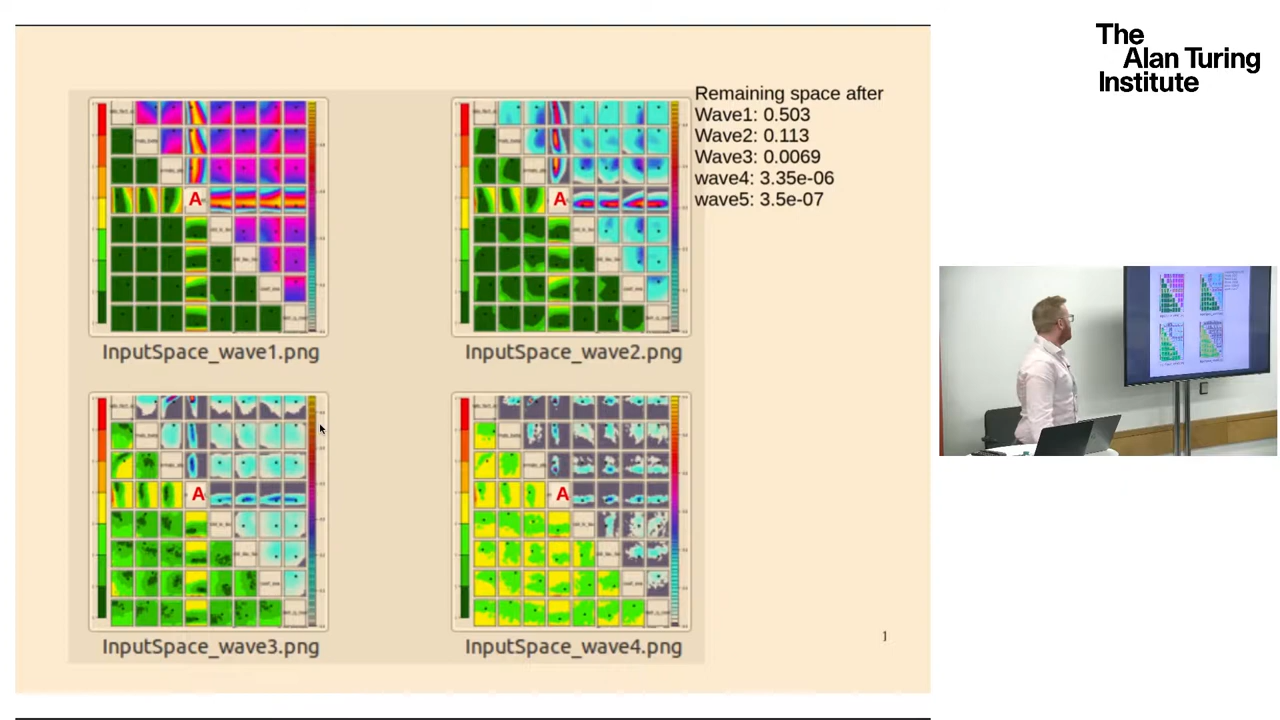 The
Alan Turing
Institute
Remaining space after
Wave1: 0.503
Wave2: 0.113
Wave3: 0.0069
wave4: 3.35e-06
wave5: 3.5e-07
A
A
InputSpace_wave1.png
InputSpace_wave2.png
A
A
InputSpace_wave3.png
InputSpace_wave4.png